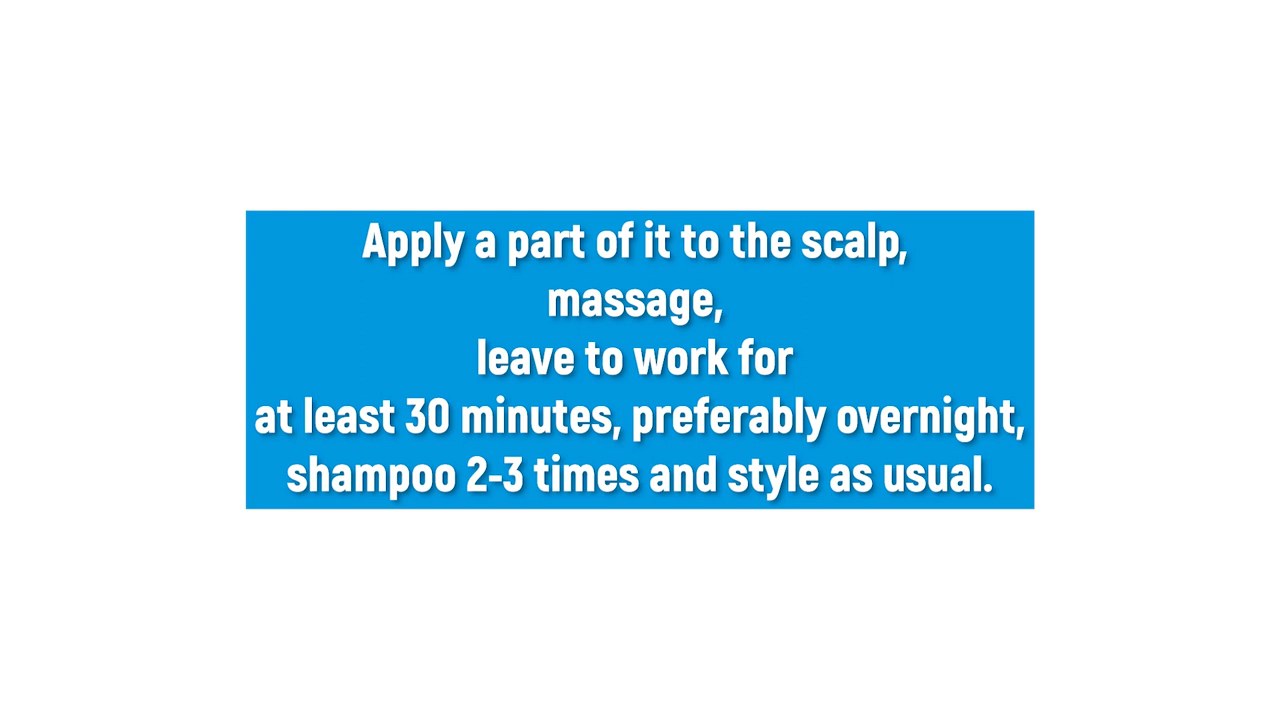 Apply a part of it to the scalp,
massage,
leave to work for
at least 30 minutes, preferably overnight,
shampoo 2-3 times and style as usual.